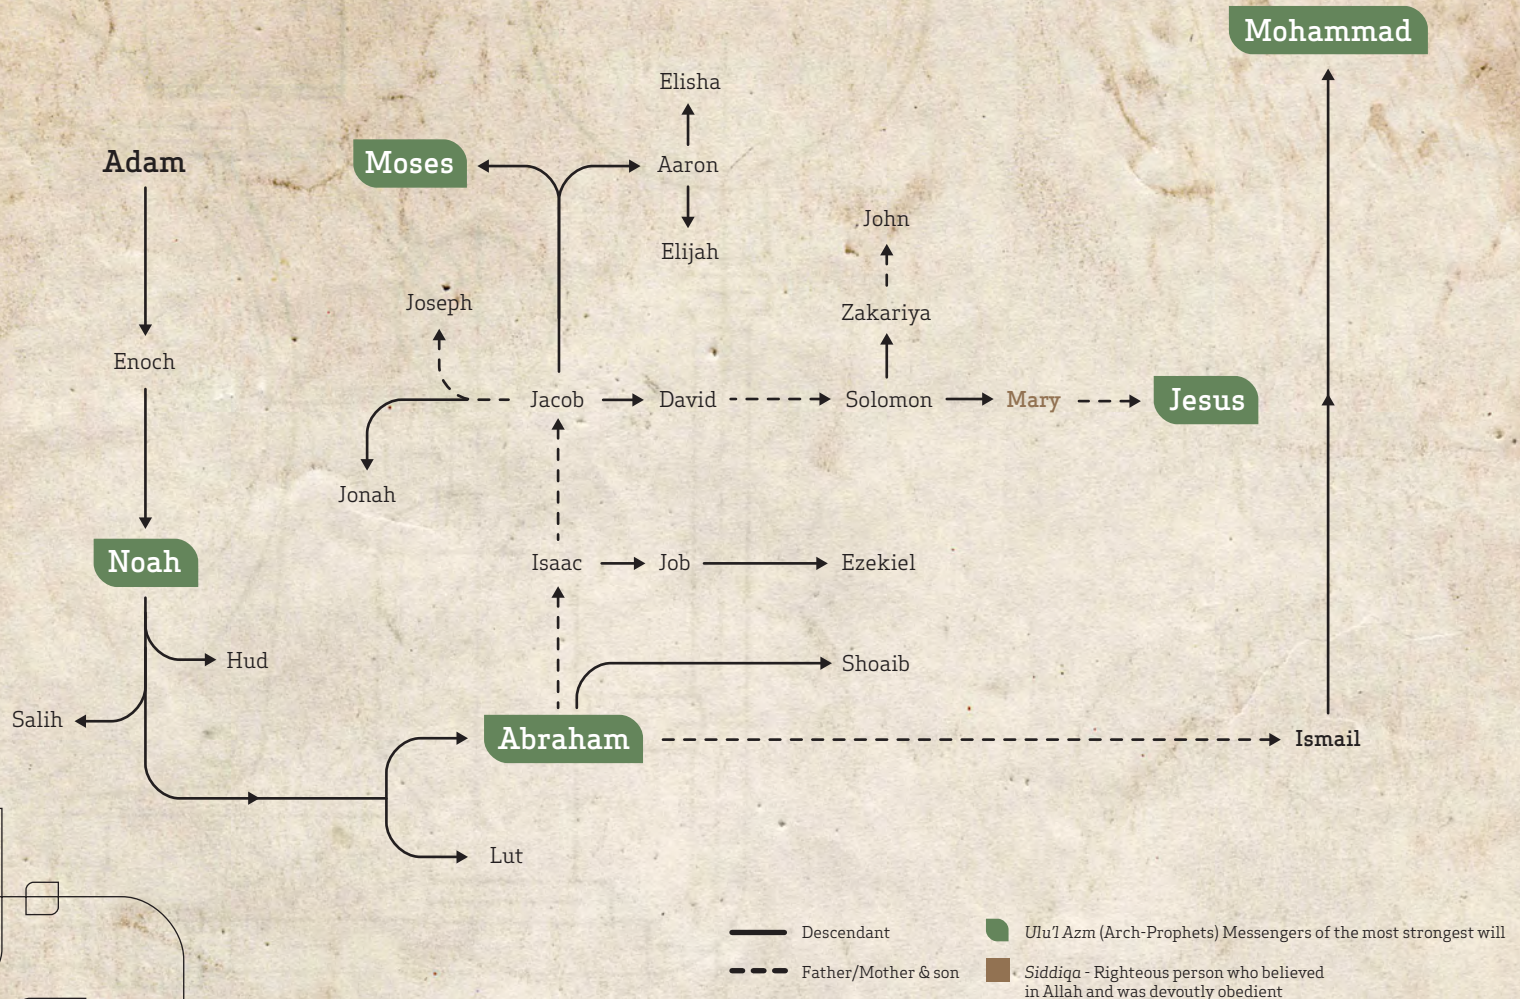 Mohammad
Elisha
Adam
Moses
Aaron
John
Elijah
Joseph
Zakariya
Enoch
Jacob
David
Solomon
Mary
Jesus
Jonah
Noah
Isaac
Job
Ezekiel
Hud
Shoaib
Salih
Abraham
Ismail
Lut
Descendant
Ulu'l Azm (Arch-Prophets) Messengers of the most strongest will
Father/Mother & son
Siddiqa - Righteous person who believed
in Allah and was devoutly obedient